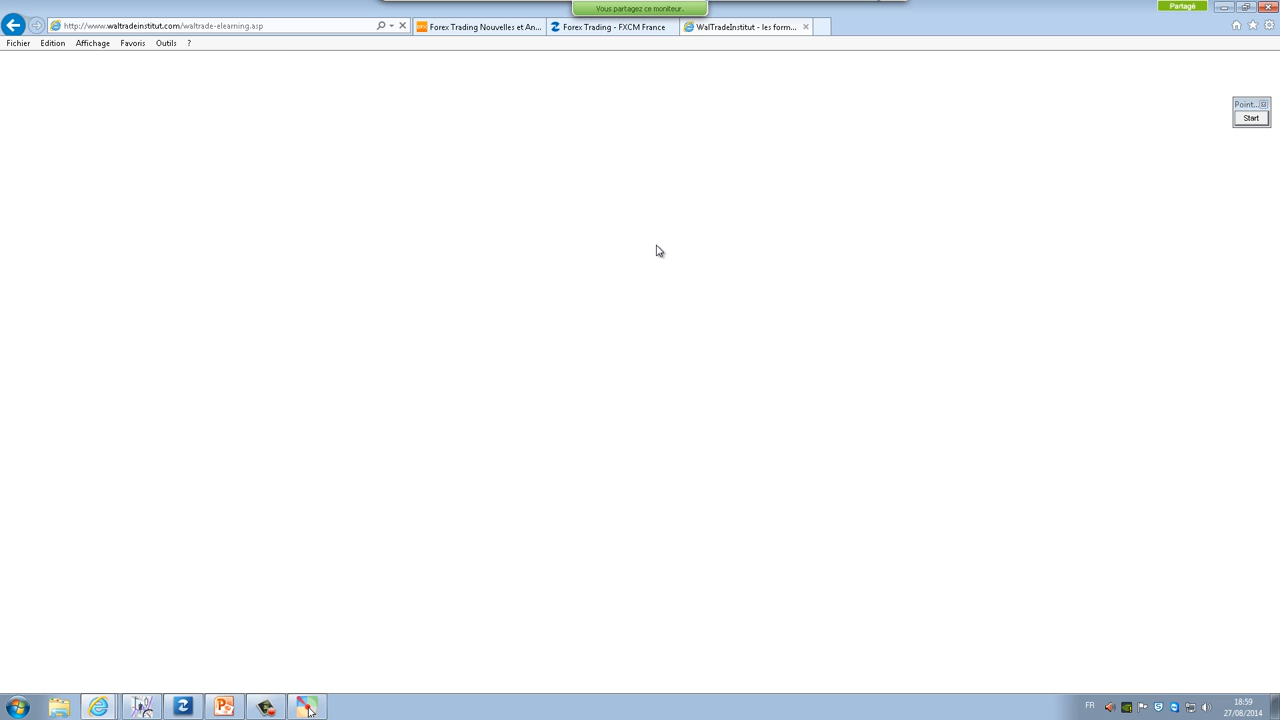 Vous partagez ce moniteur.
Partagé
http://www.waltradeinstitut.com/waltrade-elearning.asp
Forex Trading Nouvelles et An...
Forex Trading - FXCM France
WalTradeInstitut - les form...
Fichier Edition Affichage Favoris Outils ?
Point...
Start
FR
18:59
27/08/2014